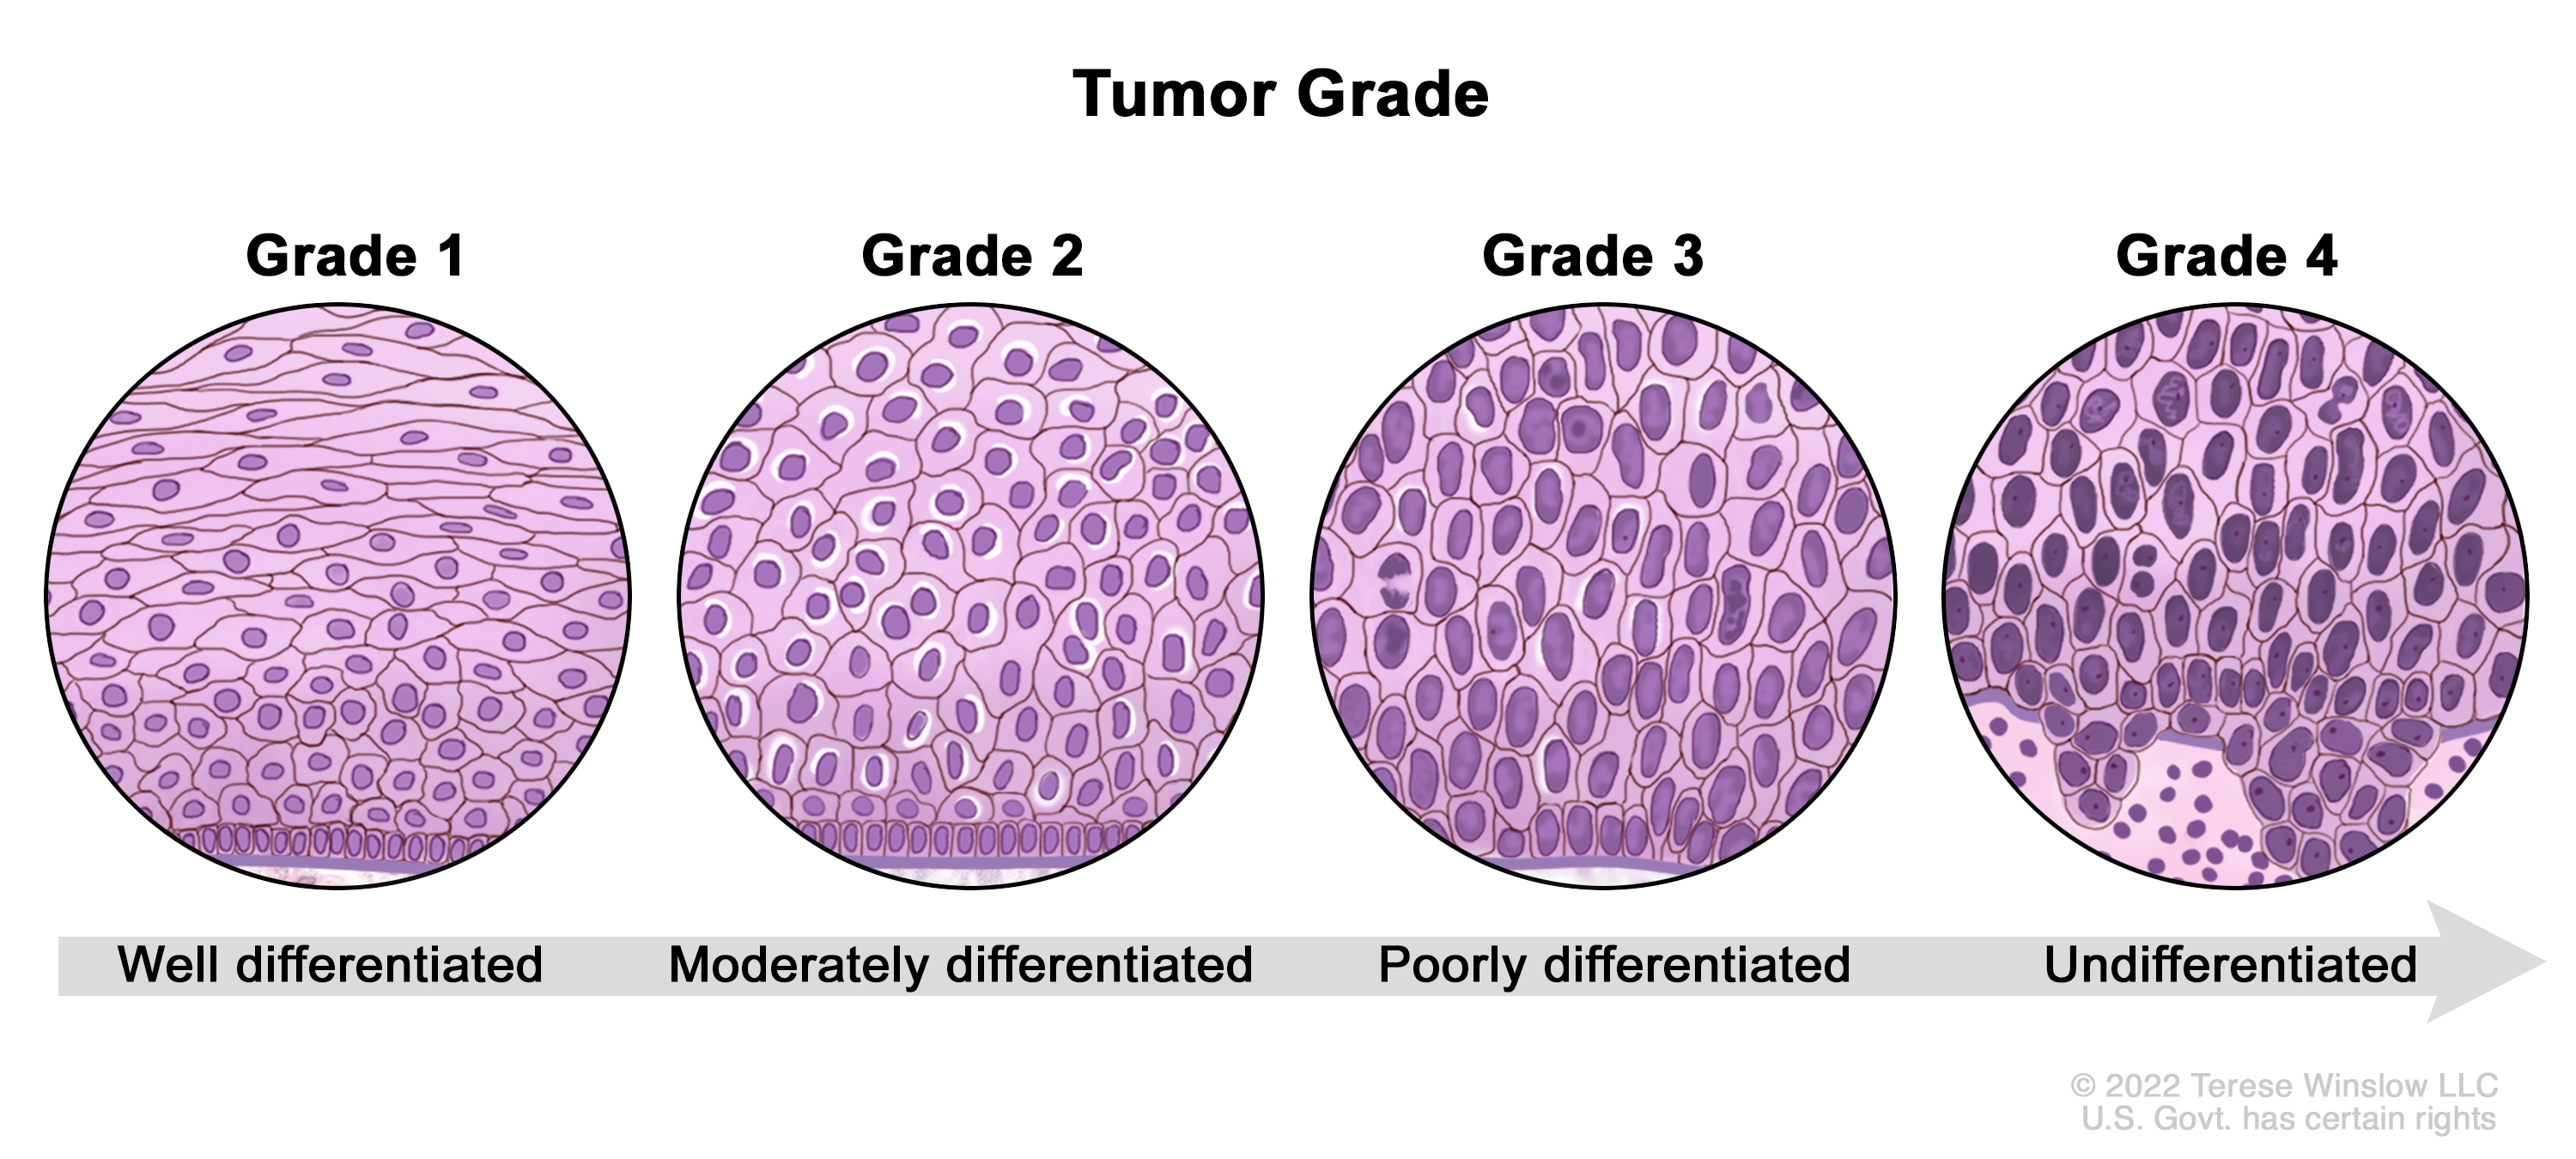 Tumor Grade
Grade 1
Grade 2
Grade 3
Grade 4
Well differentiated
Moderately differentiated
Poorly differentiated
Undifferentiated
© 2022 Terese Winslow LLC
U.S. Govt. has certain rights